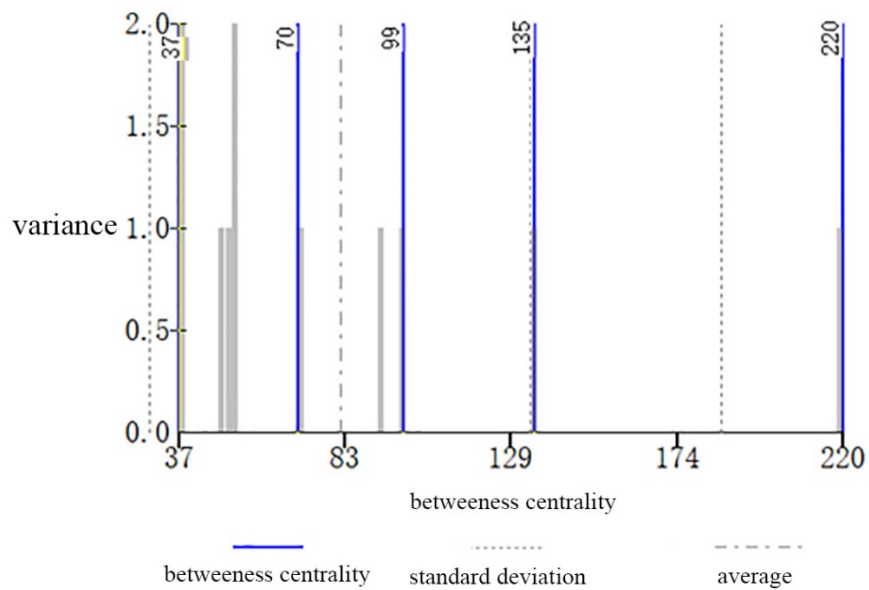 2.0
37
70
99
135
220
1.5
variance 1.0
0.5
0.0
37 83 129 174 220
betweeness centrality
betweeness centrality standard deviation average